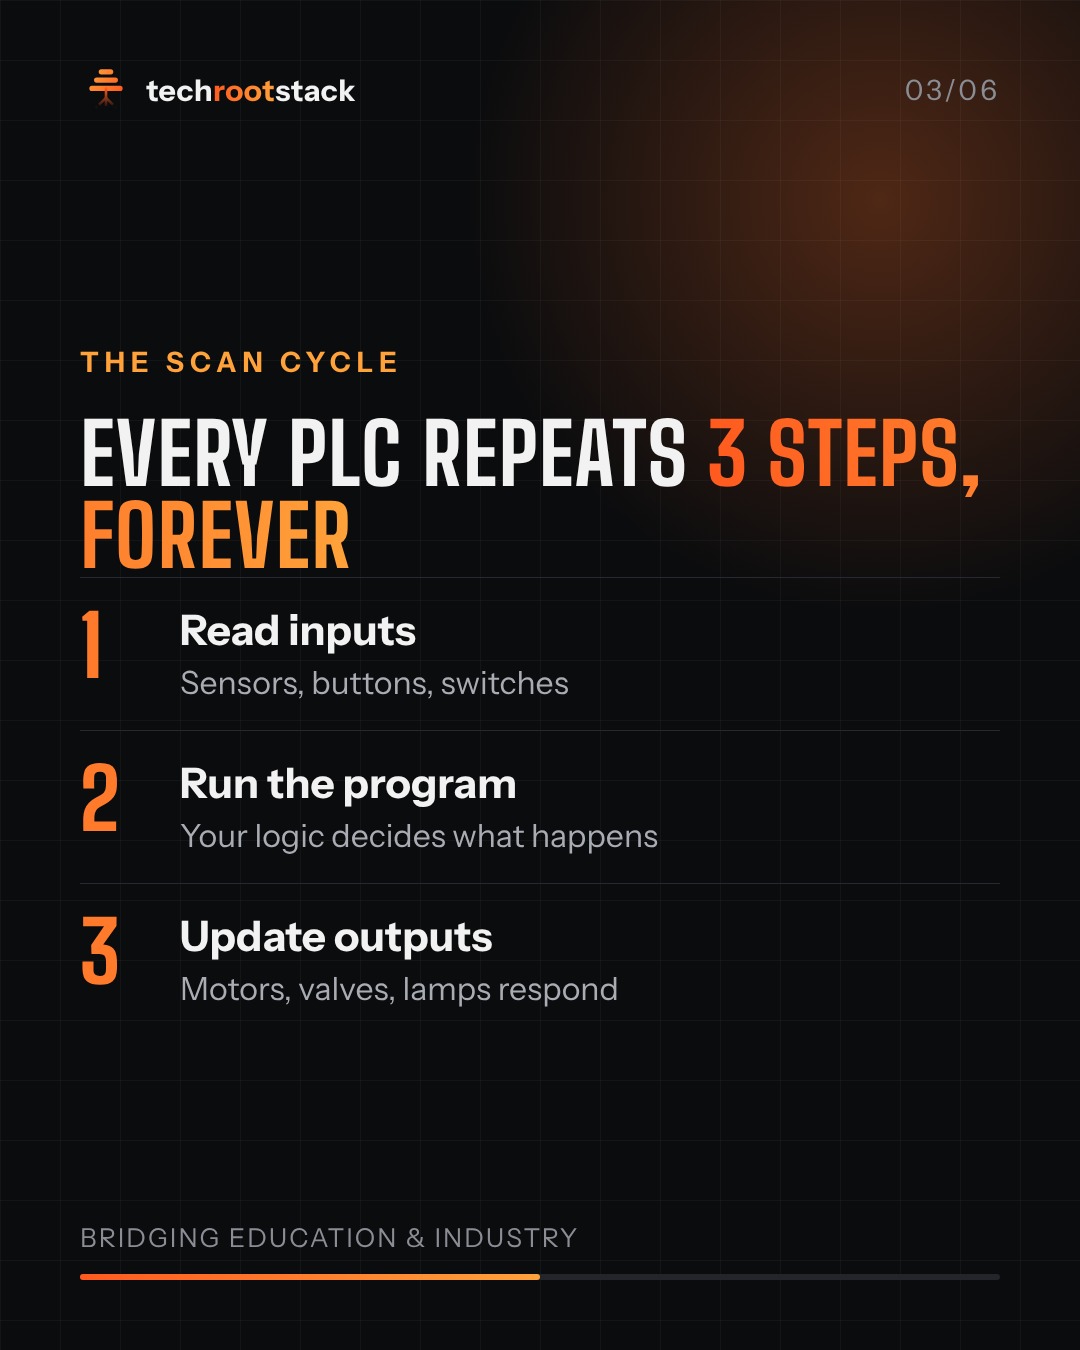 techrootstack
03/06
THE SCAN CYCLE
EVERY PLC REPEATS 3 STEPS,
FOREVER
1
Read inputs
Sensors, buttons, switches
2
Run the program
Your logic decides what happens
3
Update outputs
Motors, valves, lamps respond
BRIDGING EDUCATION & INDUSTRY